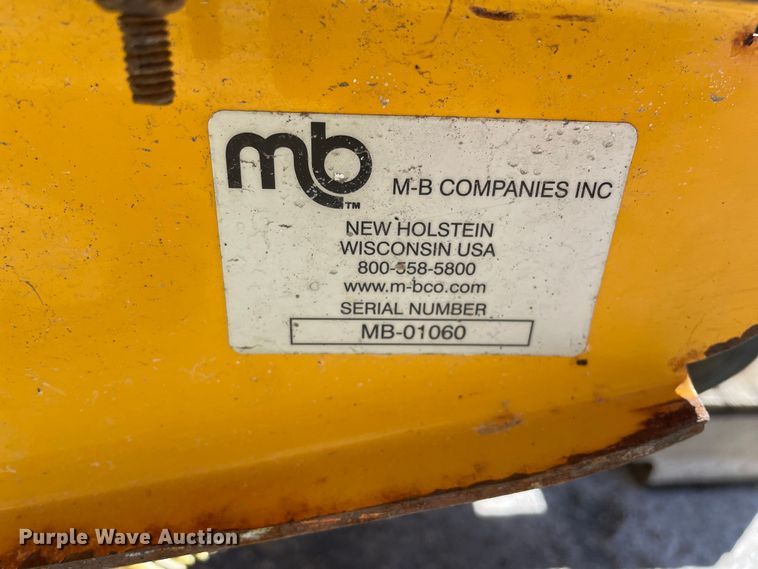 mb
TM
M-B COMPANIES INC
NEW HOLSTEIN
WISCONSIN USA
800-558-5800
www.m-bco.com
SERIAL NUMBER
MB-01060
Purple Wave Auction